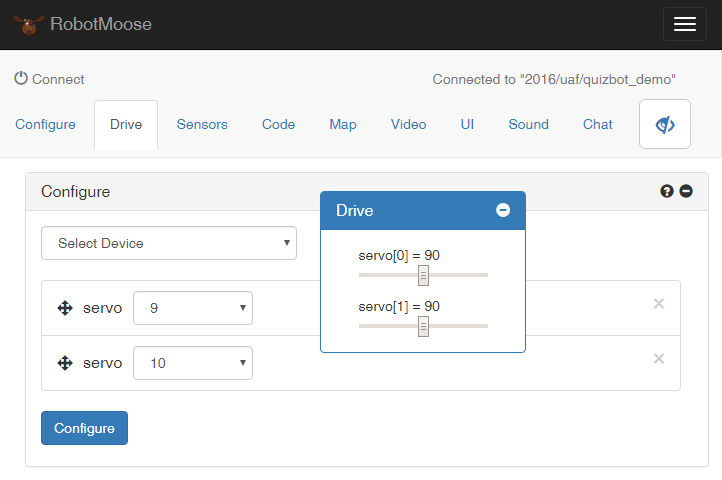 RobotMoose
Connect
Connected to "2016/uaf/quizbot_demo"
Configure Drive Sensors Code Map Video UI Sound Chat
Configure
Drive
Select Device
servo[0] = 90
servo 9
servo[1] = 90
servo 10
Configure